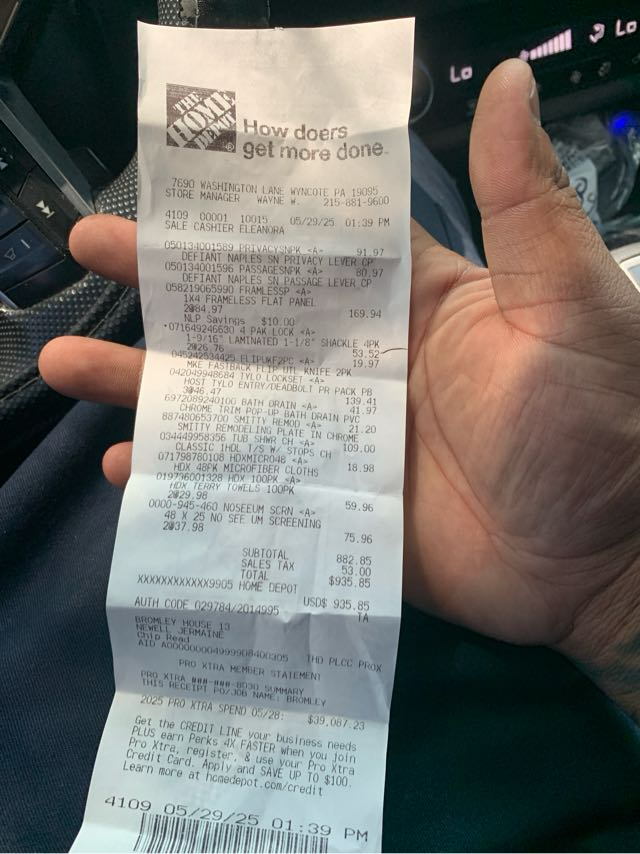 THE HOME DEPOT
How doers
get more done.
7690 WASHINGTON LANE WYNCOTE PA 19095
STORE MANAGER WAYNE W. 215-881-9600
4109 00001 10015 05/29/25 01:39 PM
SALE CASHIER ELEANORA
050134001589 PRIVACYSNPK <A> 91.97
DEFIANT NAPLES SN PRIVACY LEVER CP
050134001596 PASSAGESNPK <A> 80.97
DEFIANT NAPLES SN PASSAGE LEVER CP
058219065990 FRAMLESSP <A>
1X4 FRAMELESS FLAT PANEL
2@84.97 169.94
NLP Savings $10.00
071649246630 4 PAK LOCK <A>
1-9/16" LAMINATED 1-1/8" SHACKLE 4PK
2@26.76 53.52
045242534425 FLIPUKF2PC <A> 19.97
MKE FASTBACK FLIP UTL KNIFE 2PK
042049948684 TYLO LOCKSET <A>
HOST TYLO ENTRY/DEADBOLT PR PACK PB
3@46.47 139.41
6972089240100 BATH DRAIN <A> 41.97
CHROME TRIM POP-UP BATH DRAIN PVC
887480653700 SMITTY REMOD <A> 21.20
SMITTY REMODELING PLATE IN CHROME
034449958356 TUB SHWR CH <A> 109.00
CLASSIC 1HDL T/S W/ STOPS CH
071798780108 HDXMICRO48 <A> 18.98
HDX 48PK MICROFIBER CLOTHS
019736001328 HDX 100PK <A>
HDX TERRY TOWELS 100PK
2@29.98 59.96
0000-945-460 NOSEEUM SCRN <A>
48 X 25 NO SEE UM SCREENING
2@37.98 75.96
SUBTOTAL 882.85
SALES TAX 53.00
TOTAL $935.85
XXXXXXXXXXXX9905 HOME DEPOT
USD$ 935.85
AUTH CODE 029784/2014995 TA
BROMLEY HOUSE 13
NEWELL JERMAINE
Chip Read
AID A0000000049999D8400305 THD PLCC PROX
PRO XTRA MEMBER STATEMENT
PRO XTRA ###-###-8030 SUMMARY
THIS RECEIPT PO/JOB NAME: BROMLEY
2025 PRO XTRA SPEND 05/28: $39,087.23
Get the CREDIT LINE your business needs
PLUS earn Perks 4X FASTER when you join
Pro Xtra, register, & use your Pro Xtra
Credit Card. Apply and SAVE UP TO $100.
Learn more at homedepot.com/credit
4109 05/29/25 01:39 PM
Lo
Lo